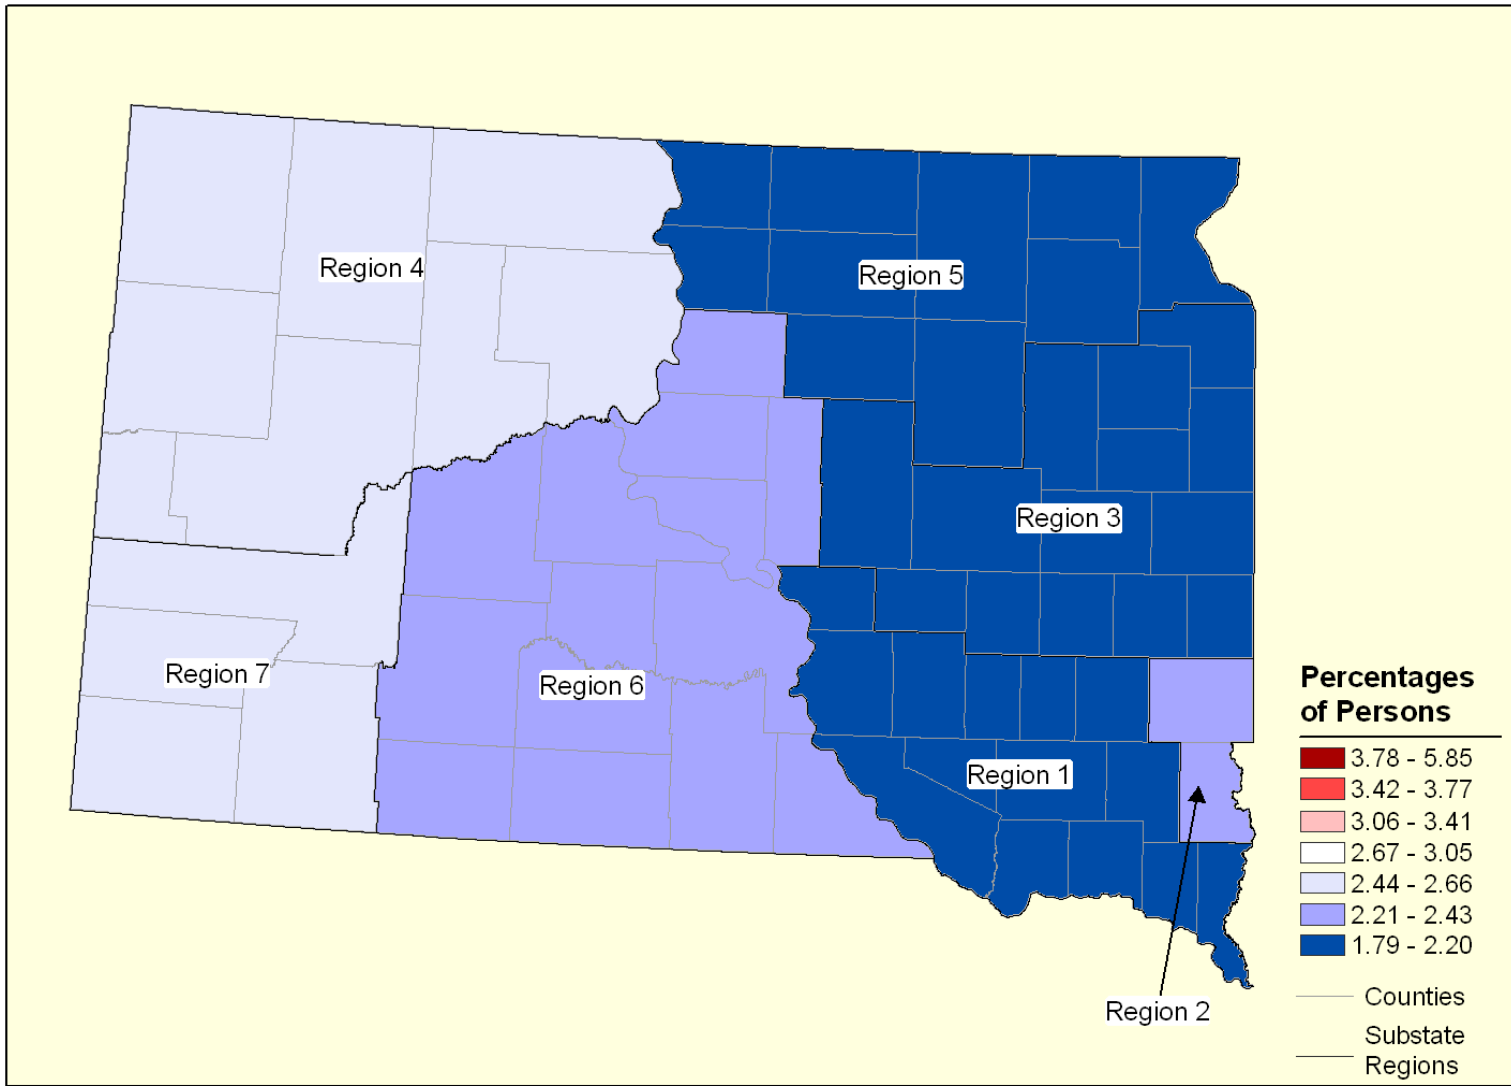 Region 4
Region 5
Region 3
Region 7
Region 6
Region 1
Region 2
Percentages
of Persons
3.78 - 5.85
3.42 - 3.77
3.06 - 3.41
2.67 - 3.05
2.44 - 2.66
2.21 - 2.43
1.79 - 2.20
Counties
Substate
Regions